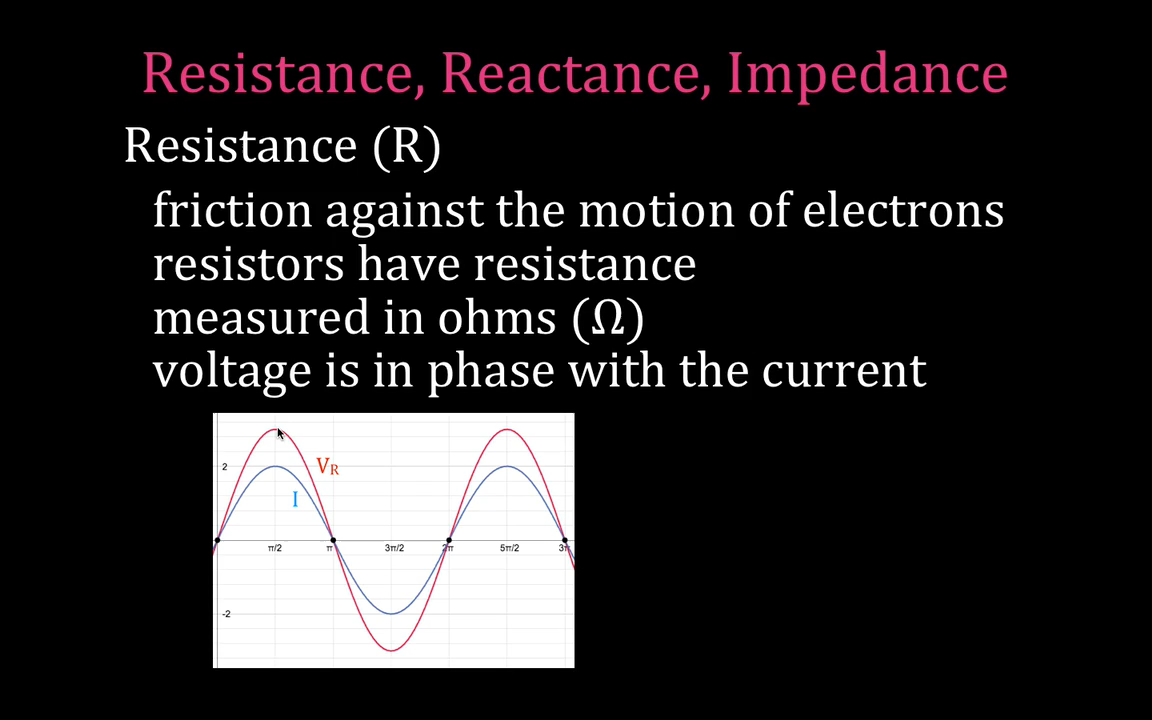 Resistance, Reactance, Impedance
Resistance (R)
friction against the motion of electrons
resistors have resistance
measured in ohms (Ω)
voltage is in phase with the current
V_R
2
I
π/2 π 3π/2 2π 5π/2 3π
-2